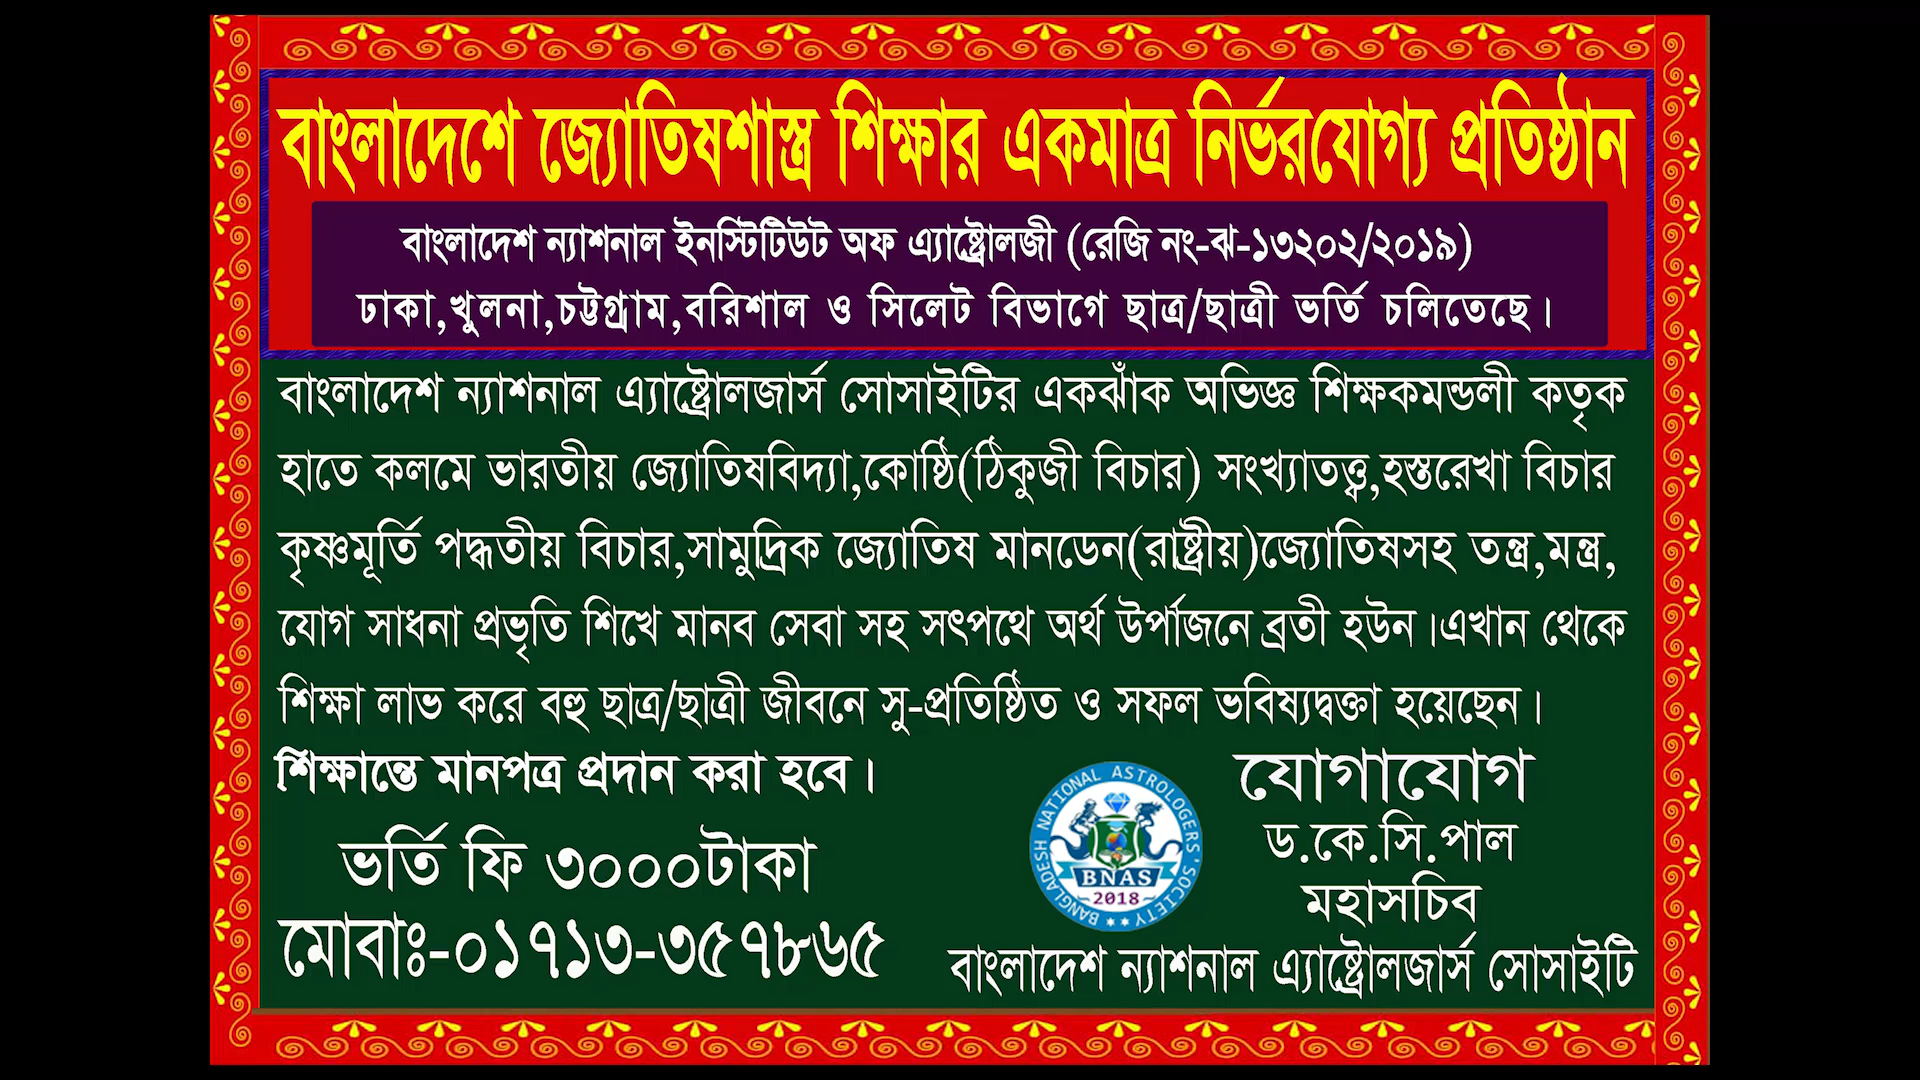 বাংলাদেশে জ্যোতিষশাস্ত্র শিক্ষার একমাত্র নির্ভরযোগ্য প্রতিষ্ঠান
বাংলাদেশ ন্যাশনাল ইনস্টিটিউট অফ এ্যাষ্ট্রোলজী (রেজি নং-ঝ-১৩২০২/২০১৯)
ঢাকা,খুলনা,চট্টগ্রাম,বরিশাল ও সিলেট বিভাগে ছাত্র/ছাত্রী ভর্তি চলিতেছে।
বাংলাদেশ ন্যাশনাল এ্যাষ্ট্রোলজার্স সোসাইটির একঝাঁক অভিজ্ঞ শিক্ষকমন্ডলী কতৃক
হাতে কলমে ভারতীয় জ্যোতিষবিদ্যা,কোষ্ঠি(ঠিকুজী বিচার) সংখ্যাতত্ত্ব,হস্তরেখা বিচার
কৃষ্ণমূর্তি পদ্ধতীয় বিচার,সামুদ্রিক জ্যোতিষ মানডেন(রাষ্ট্রীয়)জ্যোতিষসহ তন্ত্র,মন্ত্র,
যোগ সাধনা প্রভৃতি শিখে মানব সেবা সহ সৎপথে অর্থ উর্পাজনে ব্রতী হউন।এখান থেকে
শিক্ষা লাভ করে বহু ছাত্র/ছাত্রী জীবনে সু-প্রতিষ্ঠিত ও সফল ভবিষ্যদ্বক্তা হয়েছেন।
শিক্ষান্তে মানপত্র প্রদান করা হবে।
ভর্তি ফি ৩০০০টাকা
মোবাঃ-০১৭১৩-৩৫৭৮৬৫
BANGLADESH NATIONAL ASTROLOGERS' SOCIETY
BNAS
2018
যোগাযোগ
ড.কে.সি.পাল
মহাসচিব
বাংলাদেশ ন্যাশনাল এ্যাষ্ট্রোলজার্স সোসাইটি